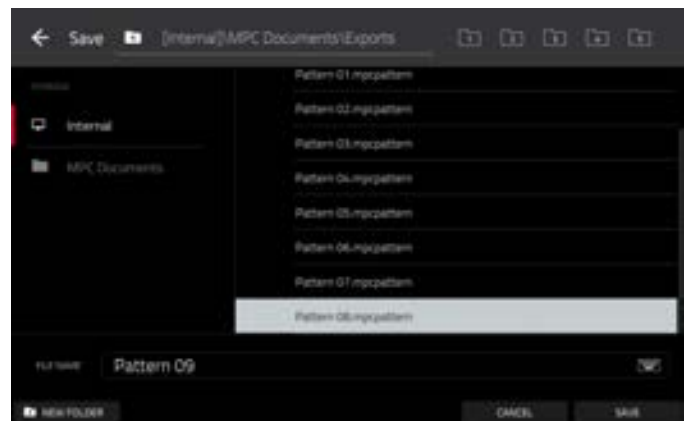 Save [Internal]\MPC Documents\Exports
Pattern 01.mpcpattern
Pattern 02.mpcpattern
Internal
Pattern 03.mpcpattern
MPC Documents
Pattern 04.mpcpattern
Pattern 05.mpcpattern
Pattern 06.mpcpattern
Pattern 07.mpcpattern
Pattern 08.mpcpattern
FILE NAME Pattern 09
NEW FOLDER CANCEL SAVE